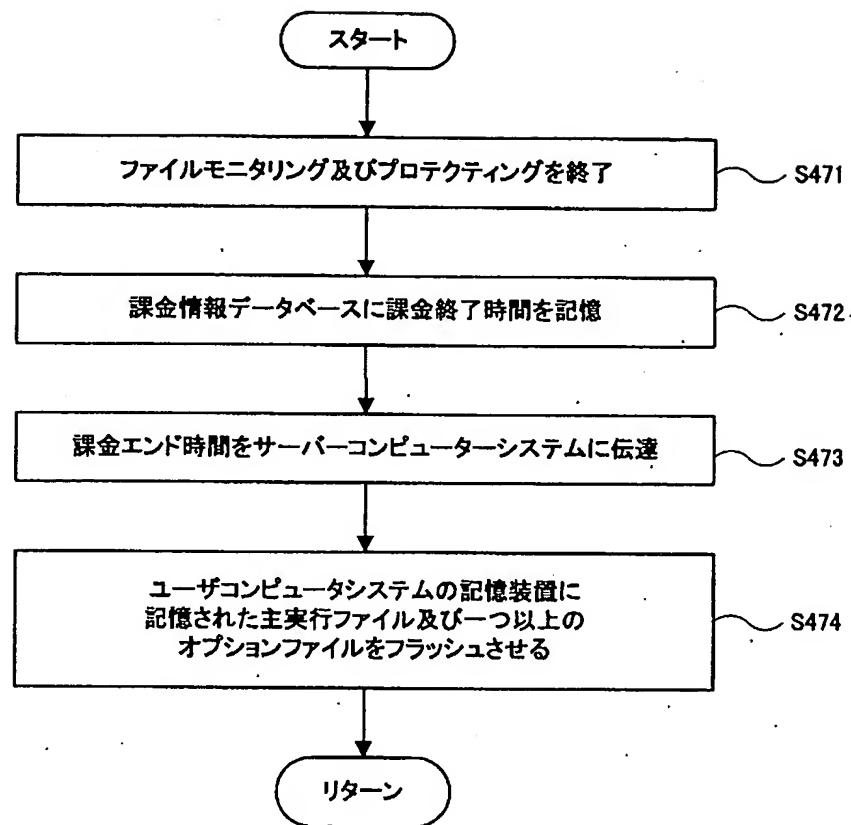 スタート
ファイルモニタリング及びプロテクティングを終了
S471
課金情報データベースに課金終了時間を記憶
S472
課金エンド時間をサーバーコンピューターシステムに伝達
S473
ユーザコンピュータシステムの記憶装置に
記憶された主実行ファイル及び一つ以上の
オプションファイルをフラッシュさせる
S474
リターン